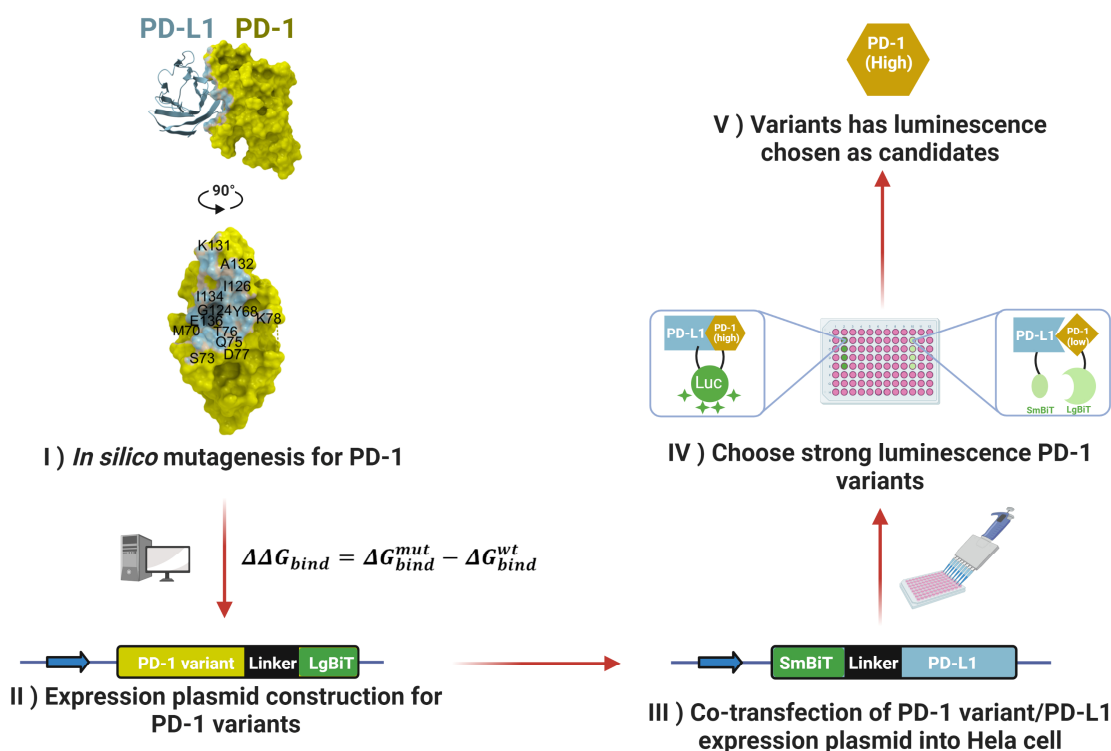 PD-L1 PD-1
90°
K131
A132
I126
I134
G124 Y68 K78
E136
M70 T76
Q75
S73 D77
I ) In silico mutagenesis for PD-1
ΔΔG_bind = ΔG_bind^mut − ΔG_bind^wt
PD-1 variant Linker LgBiT
II ) Expression plasmid construction for
PD-1 variants
SmBiT Linker PD-L1
III ) Co-transfection of PD-1 variant/PD-L1
expression plasmid into Hela cell
PD-L1 PD-1
(high)
Luc
PD-L1 PD-1
(low)
SmBiT LgBiT
IV ) Choose strong luminescence PD-1
variants
PD-1
(High)
V ) Variants has luminescence
chosen as candidates